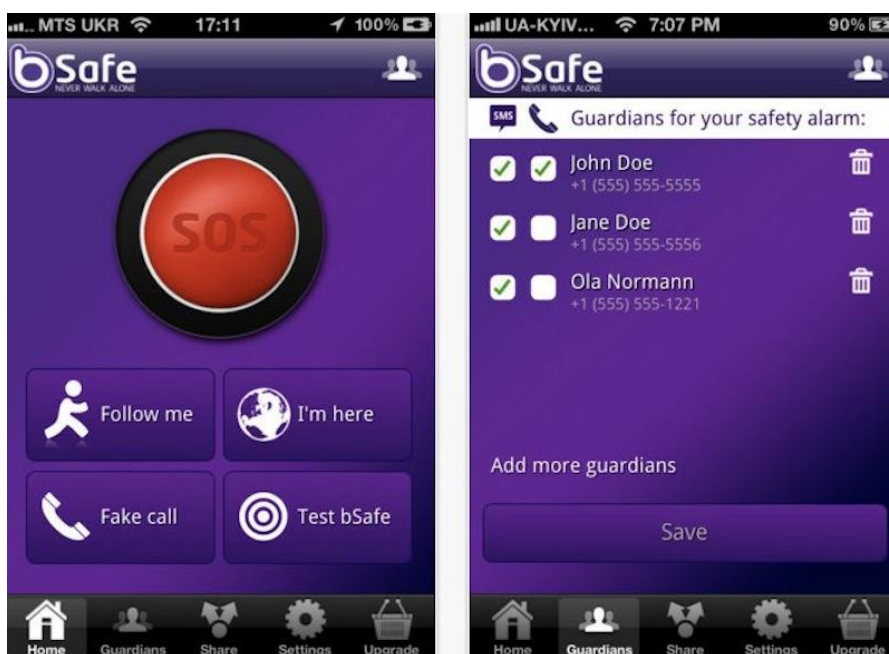 MTS UKR 17:11 100%
bSafe
NEVER WALK ALONE
SOS
Follow me
I'm here
Fake call
Test bSafe
Home Guardians Share Settings Upgrade
UA-KYIV... 7:07 PM 90%
bSafe
NEVER WALK ALONE
SMS Guardians for your safety alarm:
John Doe
+1 (555) 555-5555
Jane Doe
+1 (555) 555-5556
Ola Normann
+1 (555) 555-1221
Add more guardians
Save
Home Guardians Share Settings Upgrade